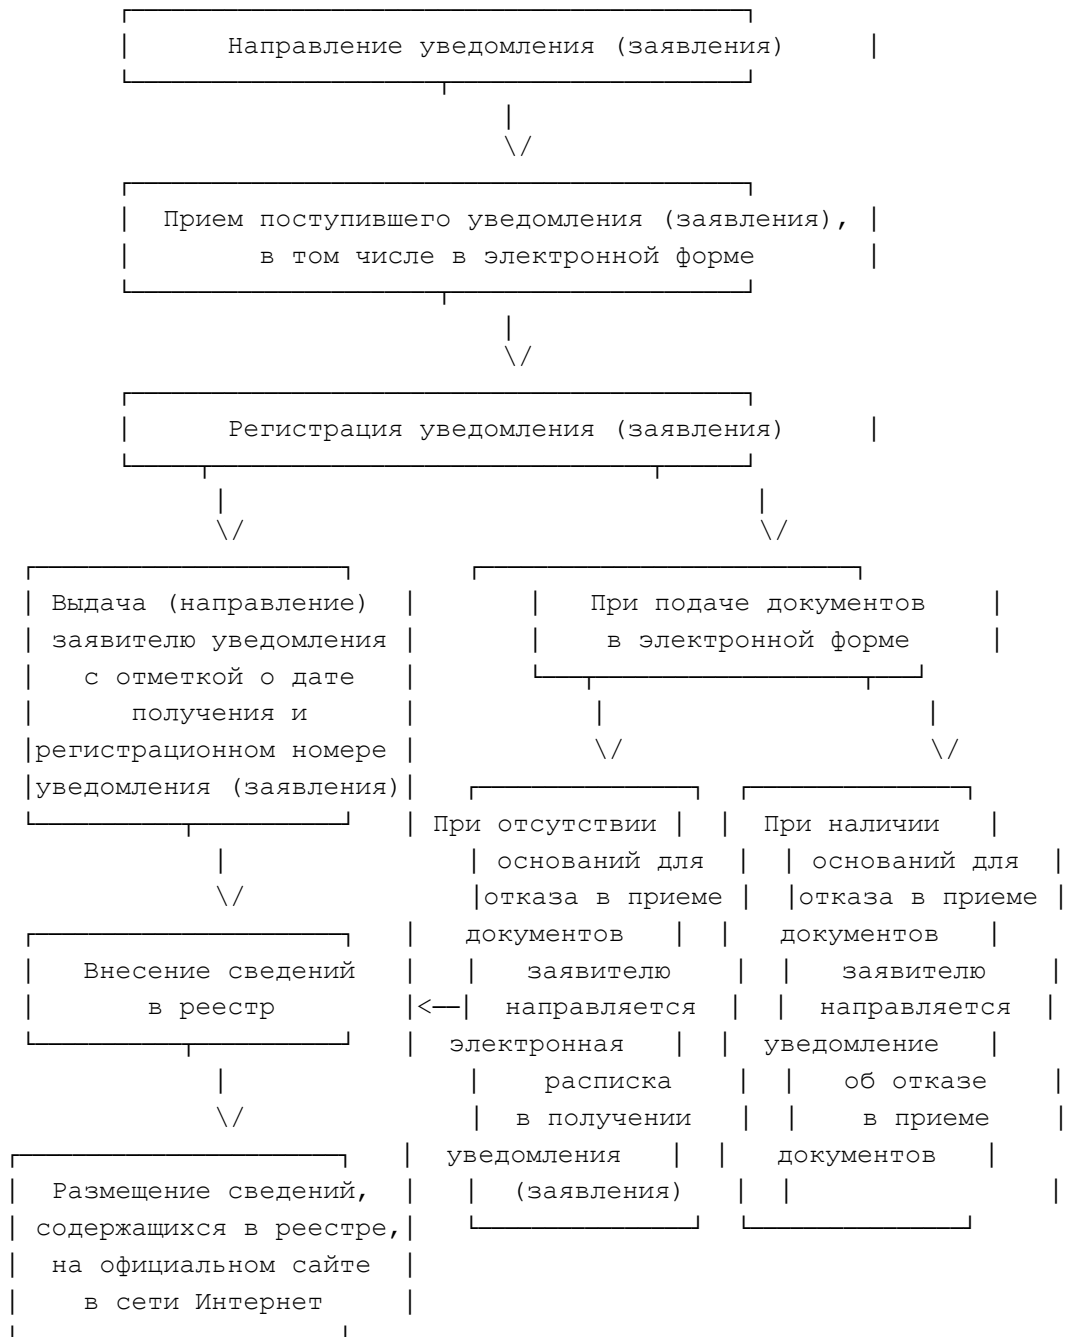 Направление уведомления (заявления)
Прием поступившего уведомления (заявления),
в том числе в электронной форме
Регистрация уведомления (заявления)
Выдача (направление)
заявителю уведомления
с отметкой о дате
получения и
регистрационном номере
уведомления (заявления)
При подаче документов
в электронной форме
При отсутствии
оснований для
отказа в приеме
документов
заявителю
направляется
электронная
расписка
в получении
уведомления
(заявления)
При наличии
оснований для
отказа в приеме
документов
заявителю
направляется
уведомление
об отказе
в приеме
документов
Внесение сведений
в реестр
Размещение сведений,
содержащихся в реестре,
на официальном сайте
в сети Интернет